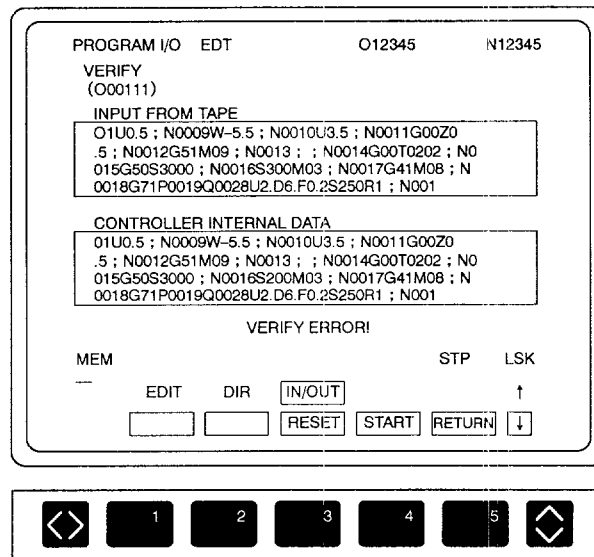 PROGRAM I/O EDT O12345 N12345
VERIFY
(O00111)
INPUT FROM TAPE
O1U0.5 ; N0009W-5.5 ; N0010U3.5 ; N0011G00Z0
.5 ; N0012G51M09 ; N0013 ; ; N0014G00T0202 ; N0
015G50S3000 ; N0016S300M03 ; N0017G41M08 ; N
0018G71P0019Q0028U2.D6.F0.2S250R1 ; N001
CONTROLLER INTERNAL DATA
01U0.5 ; N0009W–5.5 ; N0010U3.5 ; N0011G00Z0
.5 ; N0012G51M09 ; N0013 ; ; N0014G00T0202 ; N0
015G50S3000 ; N0016S200M03 ; N0017G41M08 ; N
0018G71P0019Q0028U2.D6.F0.2S250R1 ; N001
VERIFY ERROR!
MEM STP LSK
EDIT DIR IN/OUT ↑
RESET START RETURN ↓
1 2 3 4 5